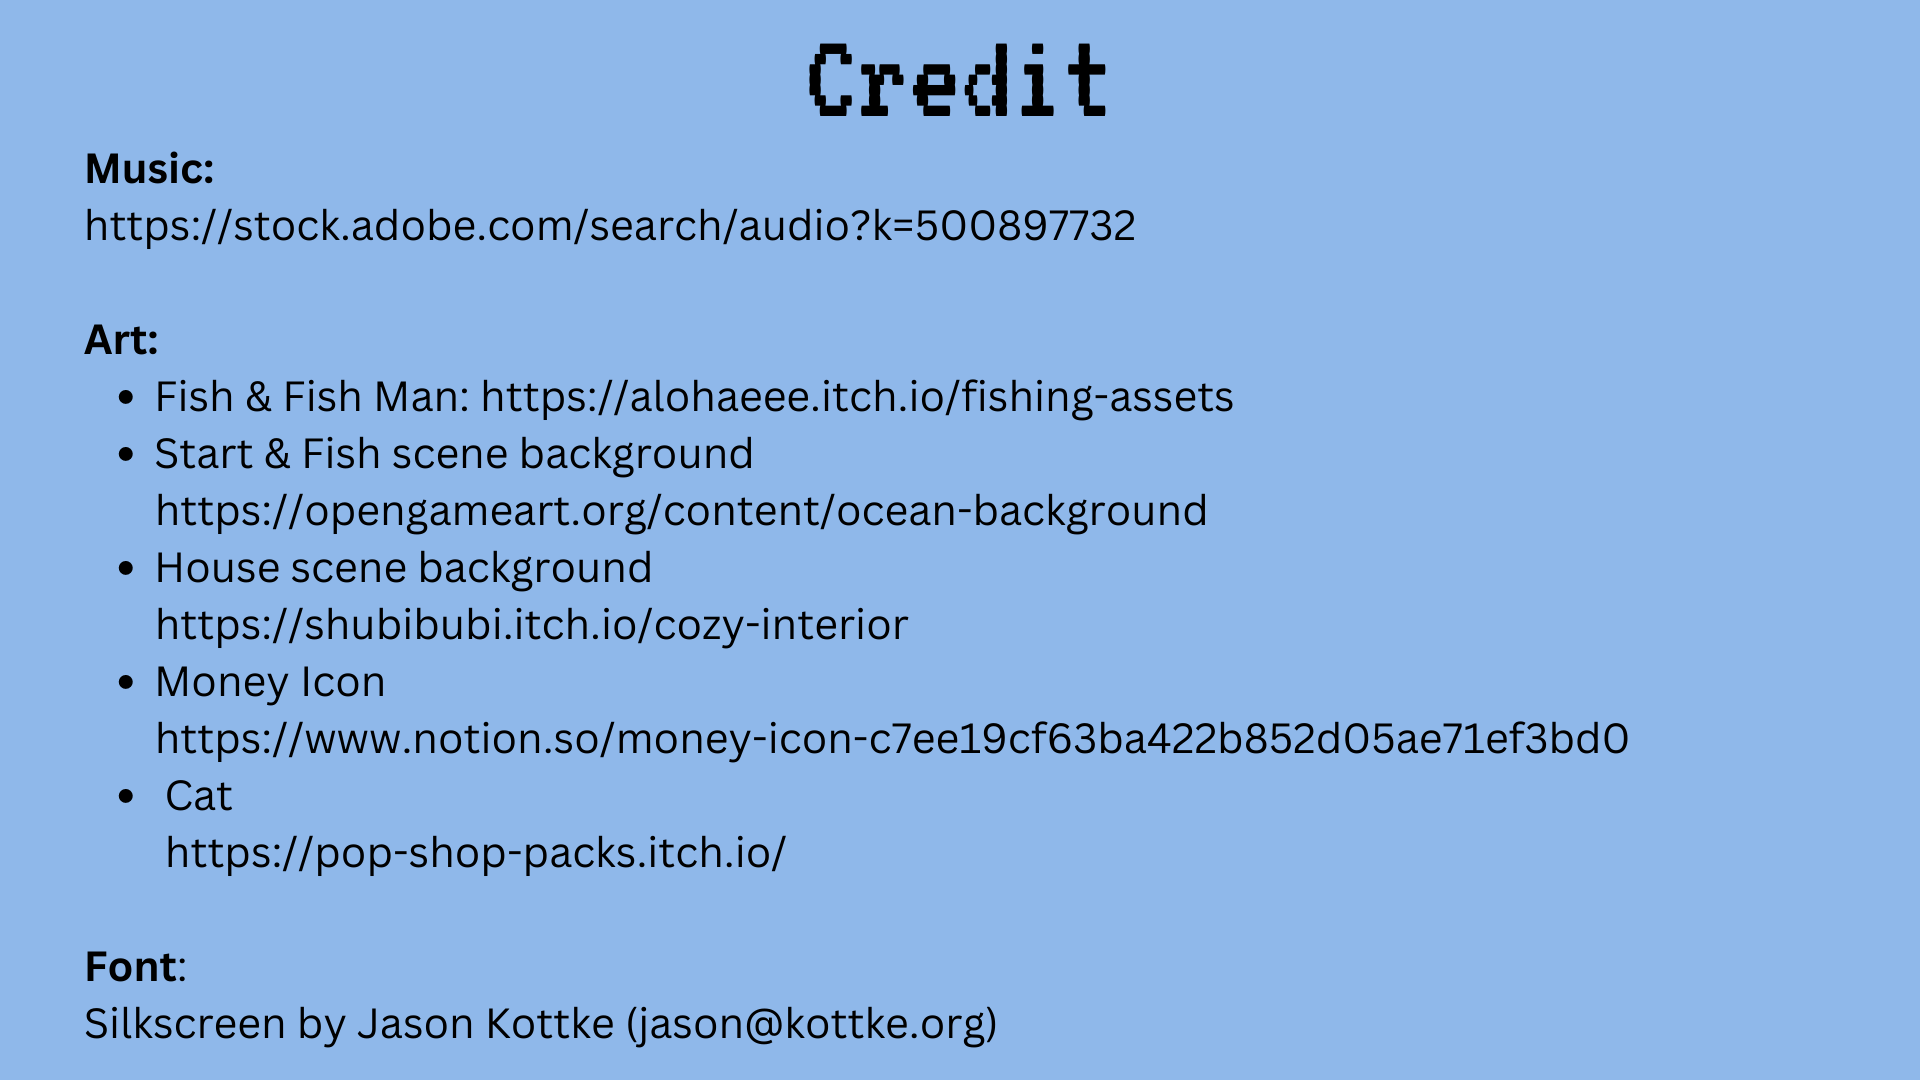 Credit
Music:
https://stock.adobe.com/search/audio?k=500897732
Art:
• Fish & Fish Man: https://alohaeee.itch.io/fishing-assets
• Start & Fish scene background
https://opengameart.org/content/ocean-background
• House scene background
https://shubibubi.itch.io/cozy-interior
• Money Icon
https://www.notion.so/money-icon-c7ee19cf63ba422b852d05ae71ef3bd0
• Cat
https://pop-shop-packs.itch.io/
Font:
Silkscreen by Jason Kottke (jason@kottke.org)